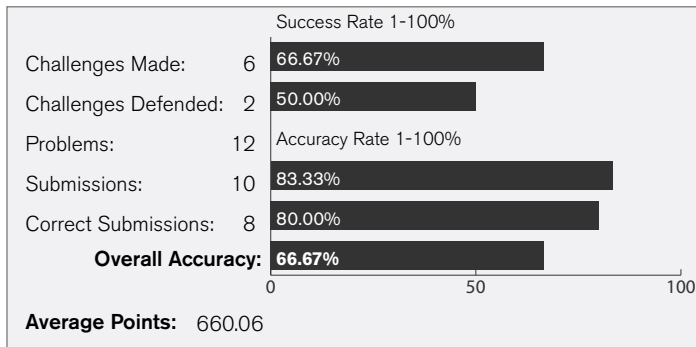 Success Rate 1-100%
Challenges Made: 6 66.67%
Challenges Defended: 2 50.00%
Problems: 12 Accuracy Rate 1-100%
Submissions: 10 83.33%
Correct Submissions: 8 80.00%
Overall Accuracy: 66.67%
0 50 100
Average Points: 660.06